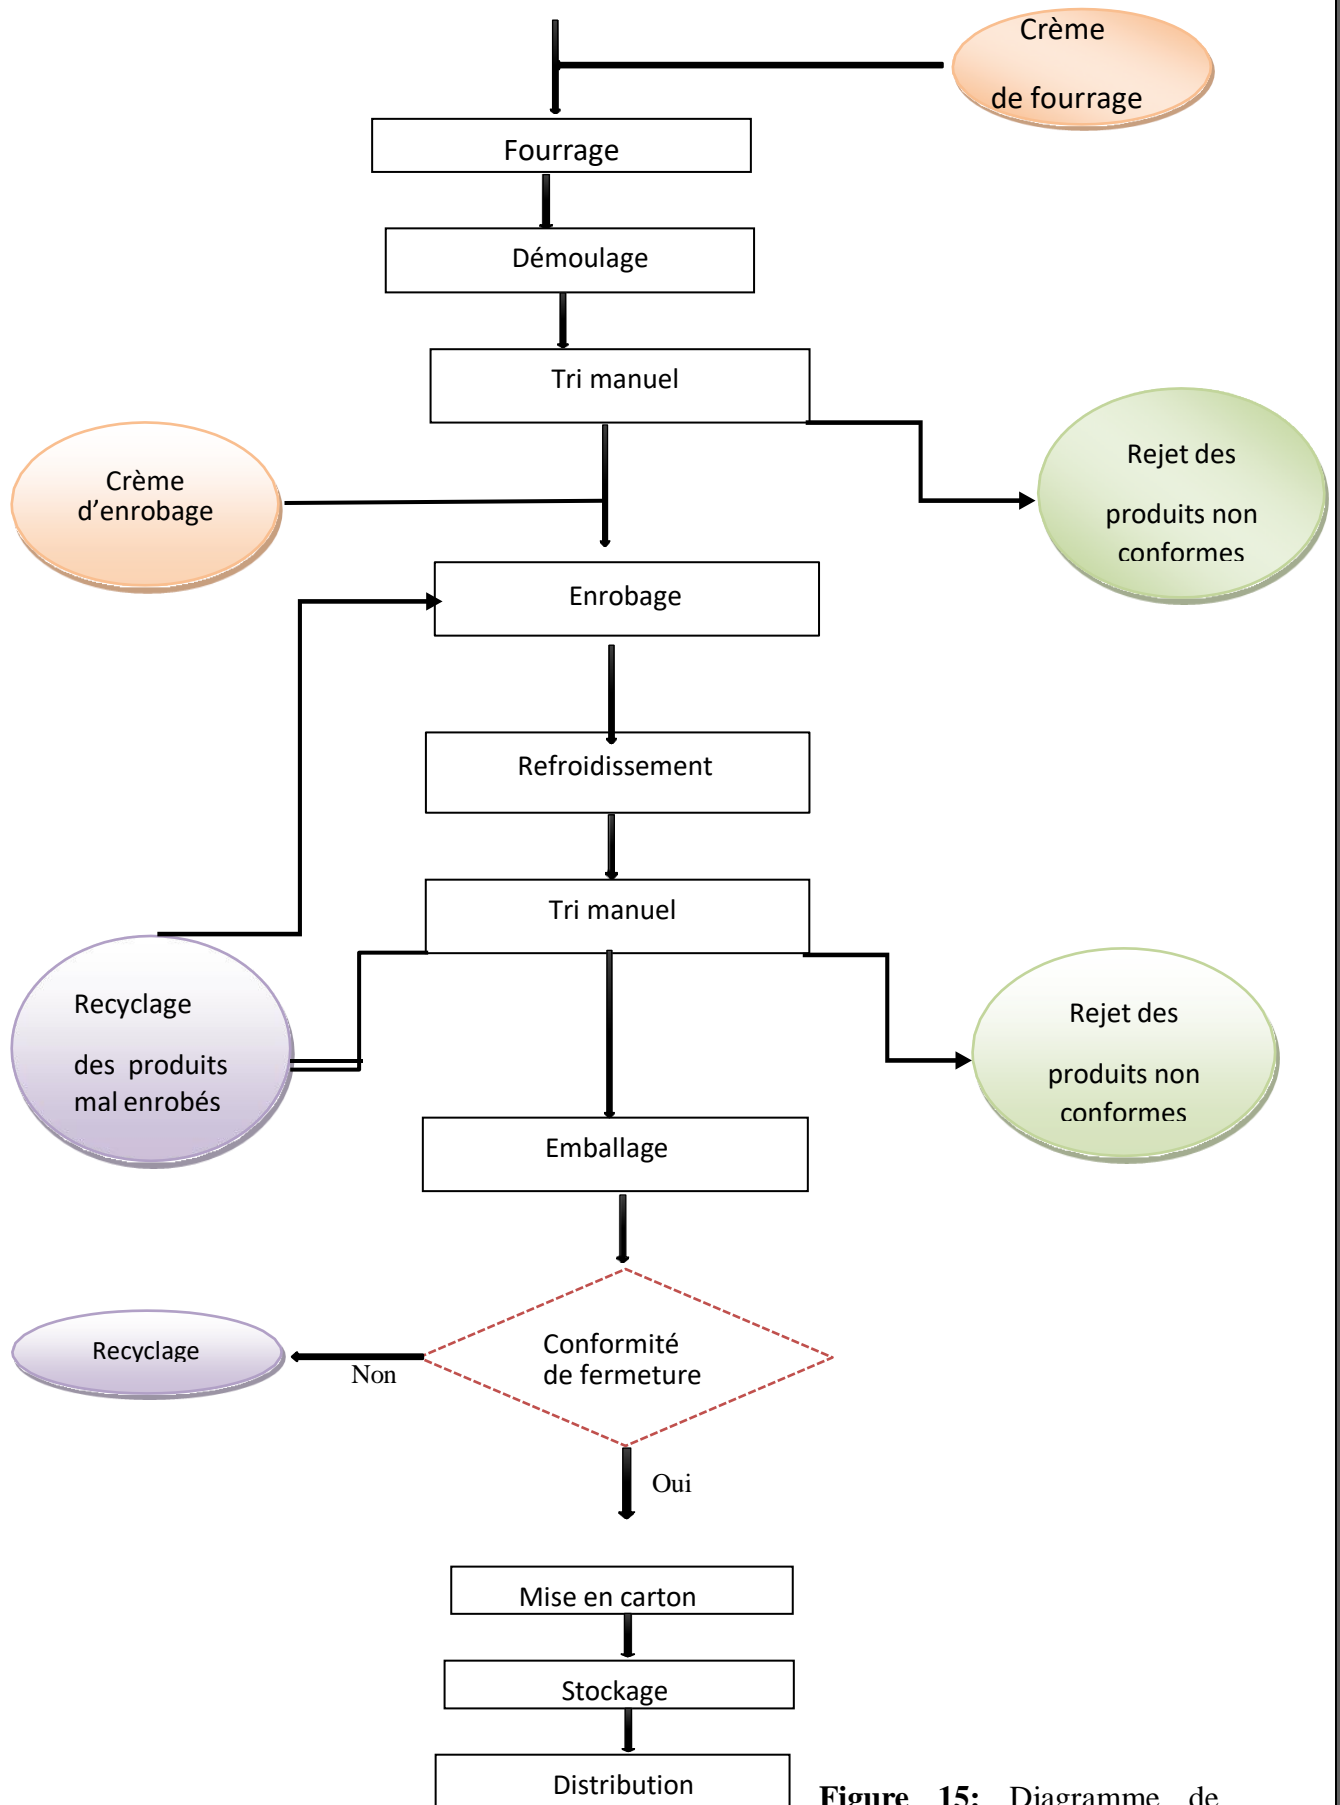 Crème
de fourrage
Fourrage
Démoulage
Tri manuel
Crème
d’enrobage
Rejet des
produits non
conformes
Enrobage
Refroidissement
Tri manuel
Recyclage
des produits
mal enrobés
Rejet des
produits non
conformes
Emballage
Conformité
de fermeture
Recyclage
Non
Oui
Mise en carton
Stockage
Distribution
Figure 15: Diagramme de